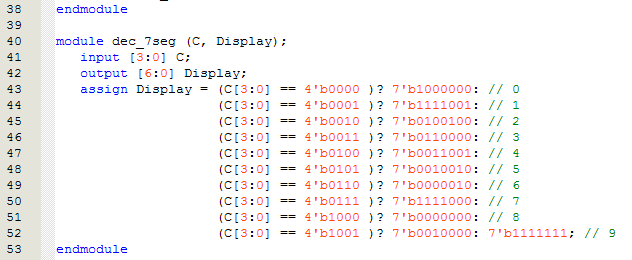 38 endmodule
39
40 module dec_7seg (C, Display);
41 input [3:0] C;
42 output [6:0] Display;
43 assign Display = (C[3:0] == 4'b0000 )? 7'b1000000: // 0
44 (C[3:0] == 4'b0001 )? 7'b1111001: // 1
45 (C[3:0] == 4'b0010 )? 7'b0100100: // 2
46 (C[3:0] == 4'b0011 )? 7'b0110000: // 3
47 (C[3:0] == 4'b0100 )? 7'b0011001: // 4
48 (C[3:0] == 4'b0101 )? 7'b0010010: // 5
49 (C[3:0] == 4'b0110 )? 7'b0000010: // 6
50 (C[3:0] == 4'b0111 )? 7'b1111000: // 7
51 (C[3:0] == 4'b1000 )? 7'b0000000: // 8
52 (C[3:0] == 4'b1001 )? 7'b0010000: 7'b1111111; // 9
53 endmodule